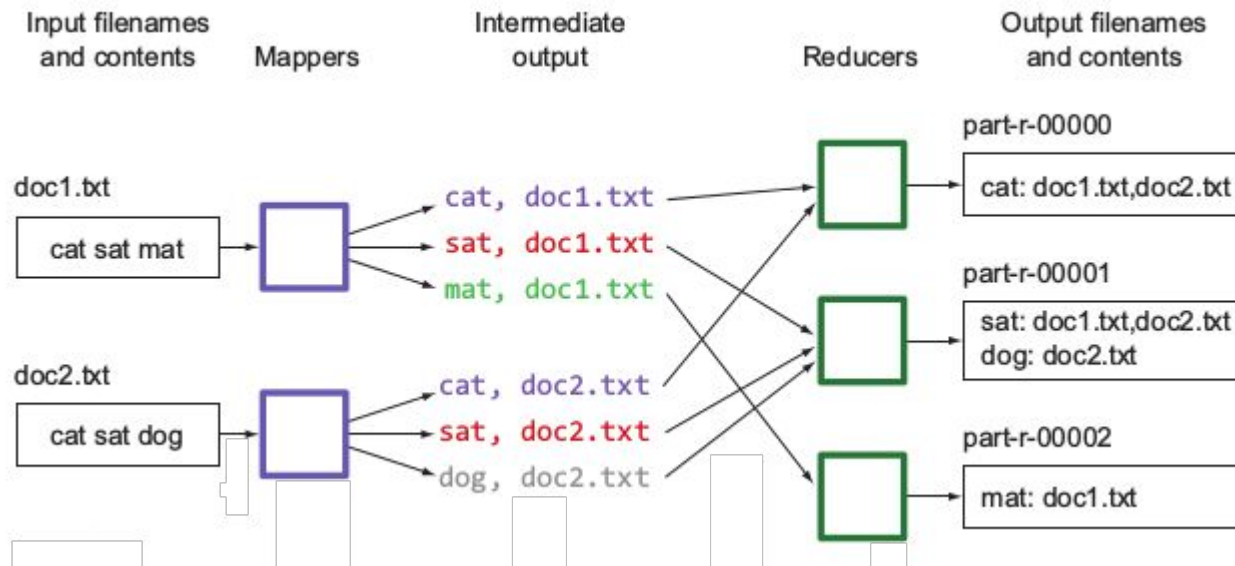 Input filenames
and contents
Mappers
Intermediate
output
Reducers
Output filenames
and contents
doc1.txt
cat sat mat
doc2.txt
cat sat dog
cat, doc1.txt
sat, doc1.txt
mat, doc1.txt
cat, doc2.txt
sat, doc2.txt
dog, doc2.txt
part-r-00000
cat: doc1.txt,doc2.txt
part-r-00001
sat: doc1.txt,doc2.txt
dog: doc2.txt
part-r-00002
mat: doc1.txt